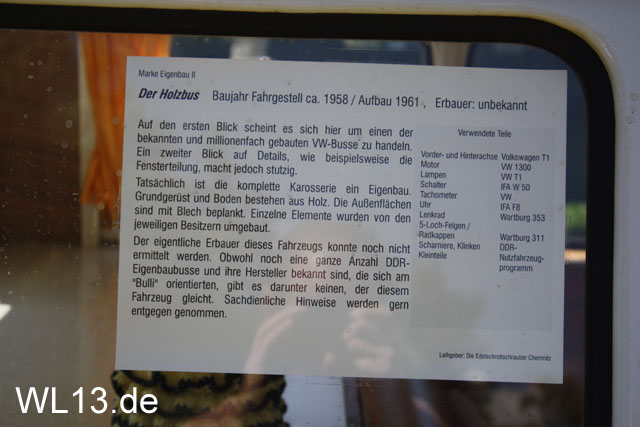 Marke Eigenbau II
Der Holzbus Baujahr Fahrgestell ca. 1958 / Aufbau 1961, Erbauer: unbekannt
Auf den ersten Blick scheint es sich hier um einen der
bekannten und millionenfach gebauten VW-Busse zu handeln.
Ein zweiter Blick auf Details, wie beispielsweise die
Fensterteilung, macht jedoch stutzig.
Tatsächlich ist die komplette Karosserie ein Eigenbau.
Grundgerüst und Boden bestehen aus Holz. Die Außenflächen
sind mit Blech beplankt. Einzelne Elemente wurden von den
jeweiligen Besitzern umgebaut.
Der eigentliche Erbauer dieses Fahrzeugs konnte noch nicht
ermittelt werden. Obwohl noch eine ganze Anzahl DDR-
Eigenbaubusse und ihre Hersteller bekannt sind, die sich am
"Bulli" orientierten, gibt es darunter keinen, der diesem
Fahrzeug gleicht. Sachdienliche Hinweise werden gern
entgegen genommen.
Verwendete Teile
Vorder- und Hinterachse Volkswagen T1
Motor VW 1300
Lampen VW T1
Schalter IFA W 50
Tachometer VW
Uhr IFA F8
Lenkrad Wartburg 353
5-Loch-Felgen /
Radkappen Wartburg 311
Scharniere, Klinken DDR-
Kleinteile Nutzfahrzeug-
programm
Leihgeber: Die Edelschrottschrauber Chemnitz
WL13.de